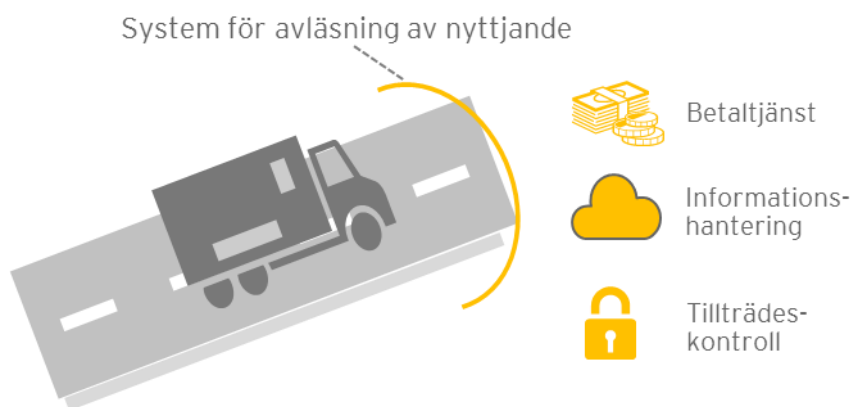 System för avläsning av nyttjande
Betaltjänst
Informations-
hantering
Tillträdes-
kontroll